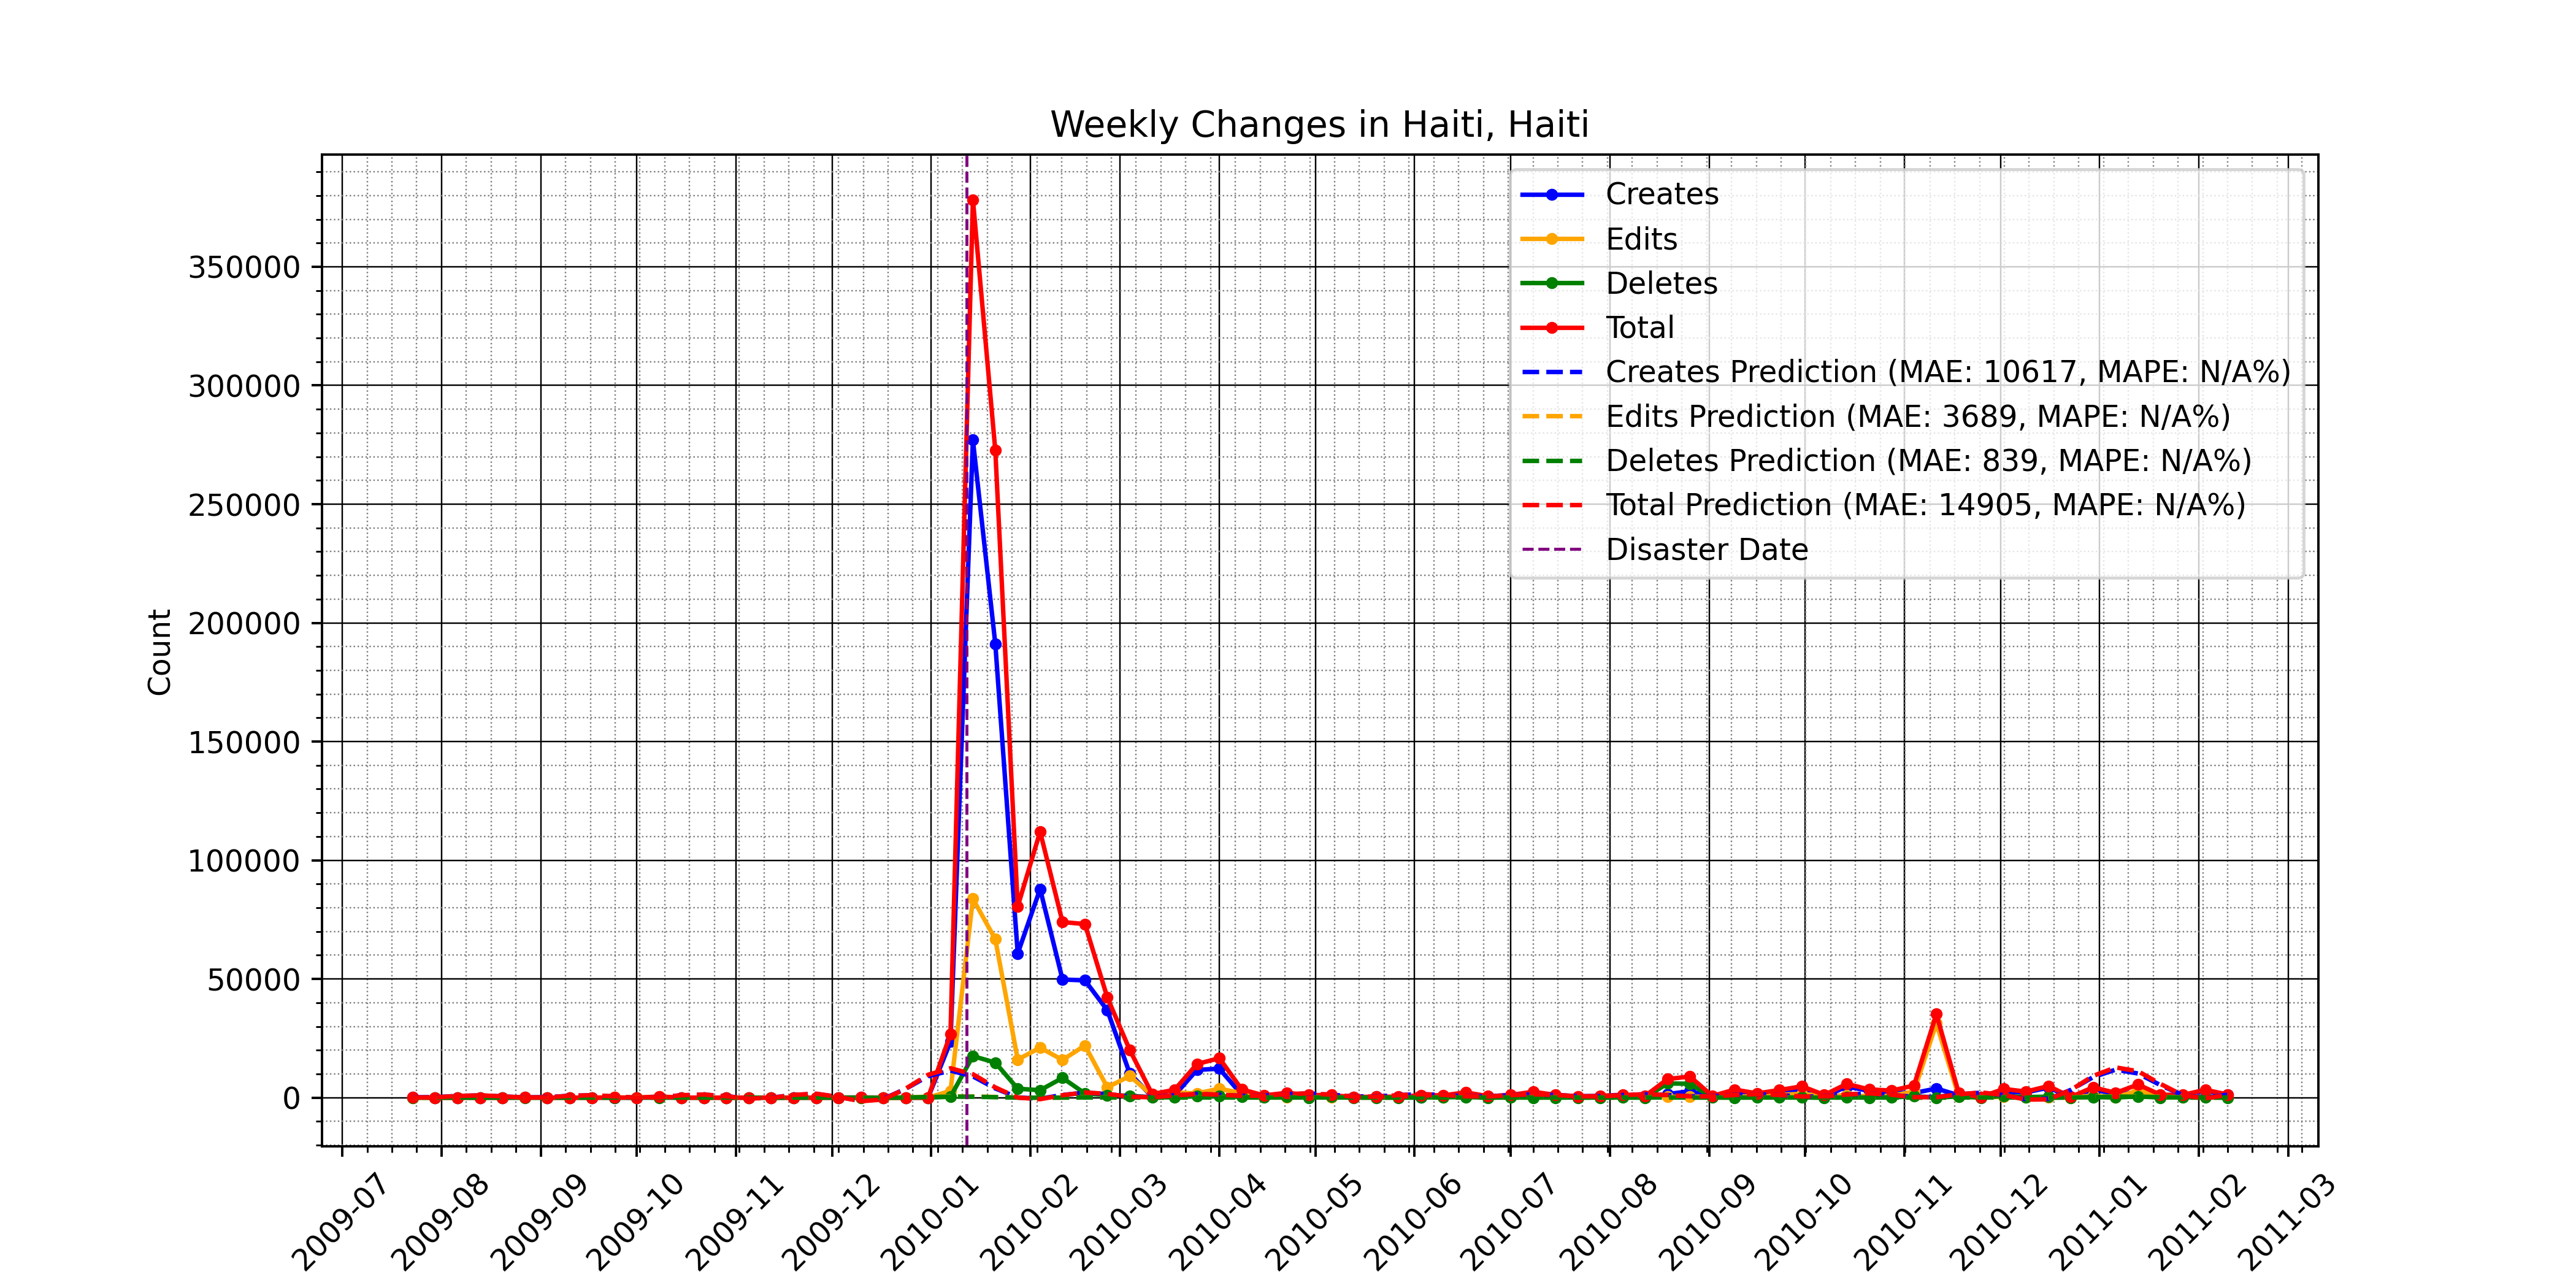 Weekly Changes in Haiti, Haiti
Count
350000
300000
250000
200000
150000
100000
50000
0
Creates
Edits
Deletes
Total
Creates Prediction (MAE: 10617, MAPE: N/A%)
Edits Prediction (MAE: 3689, MAPE: N/A%)
Deletes Prediction (MAE: 839, MAPE: N/A%)
Total Prediction (MAE: 14905, MAPE: N/A%)
Disaster Date
2009-07
2009-08
2009-09
2009-10
2009-11
2009-12
2010-01
2010-02
2010-03
2010-04
2010-05
2010-06
2010-07
2010-08
2010-09
2010-10
2010-11
2010-12
2011-01
2011-02
2011-03